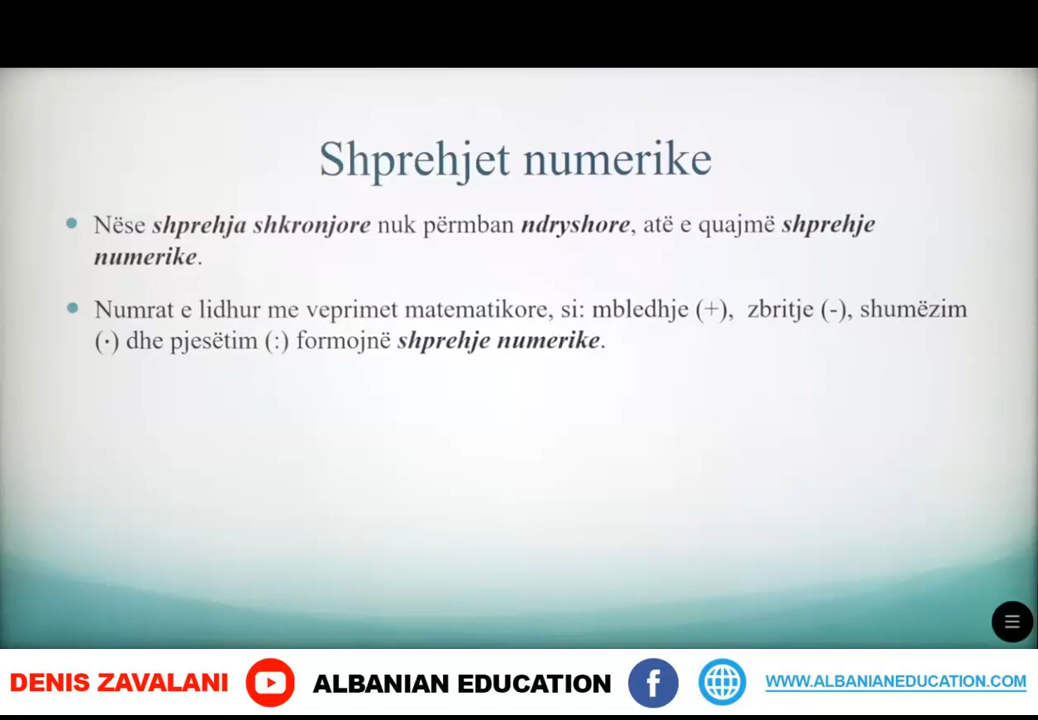 Shprehjet numerike
• Nëse shprehja shkronjore nuk përmban ndryshore, atë e quajmë shprehje
numerike.
• Numrat e lidhur me veprimet matematikore, si: mbledhje (+), zbritje (-), shumëzim
(·) dhe pjesëtim (:) formojnë shprehje numerike.
DENIS ZAVALANI ALBANIAN EDUCATION f WWW.ALBANIANEDUCATION.COM